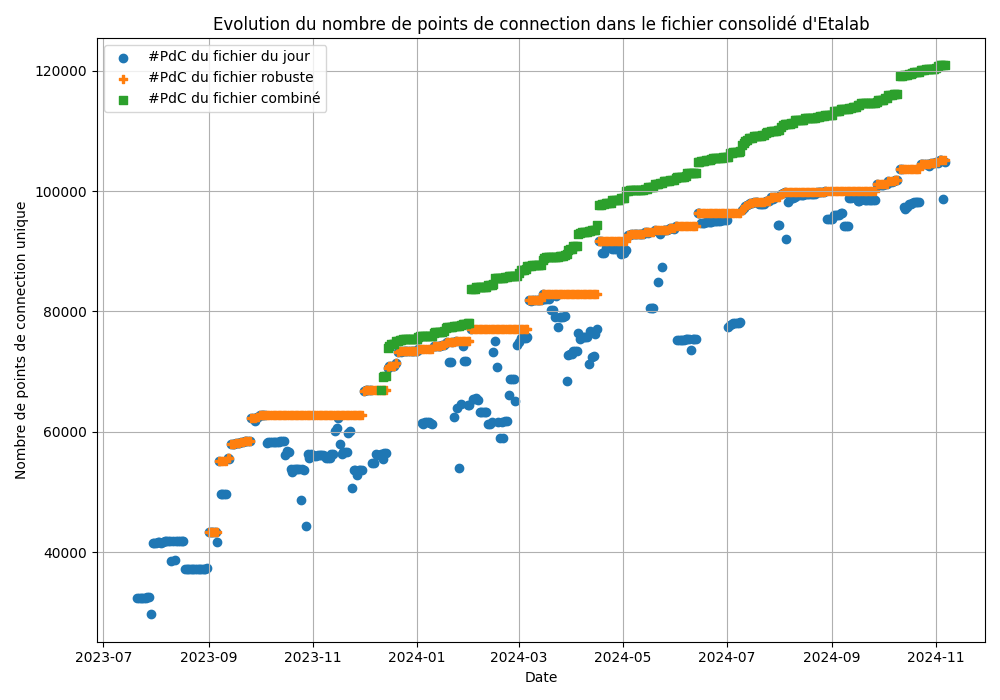 Evolution du nombre de points de connection dans le fichier consolidé d'Etalab
#PdC du fichier du jour
#PdC du fichier robuste
#PdC du fichier combiné
120000
100000
80000
60000
40000
Nombre de points de connection unique
2023-07 2023-09 2023-11 2024-01 2024-03 2024-05 2024-07 2024-09 2024-11
Date